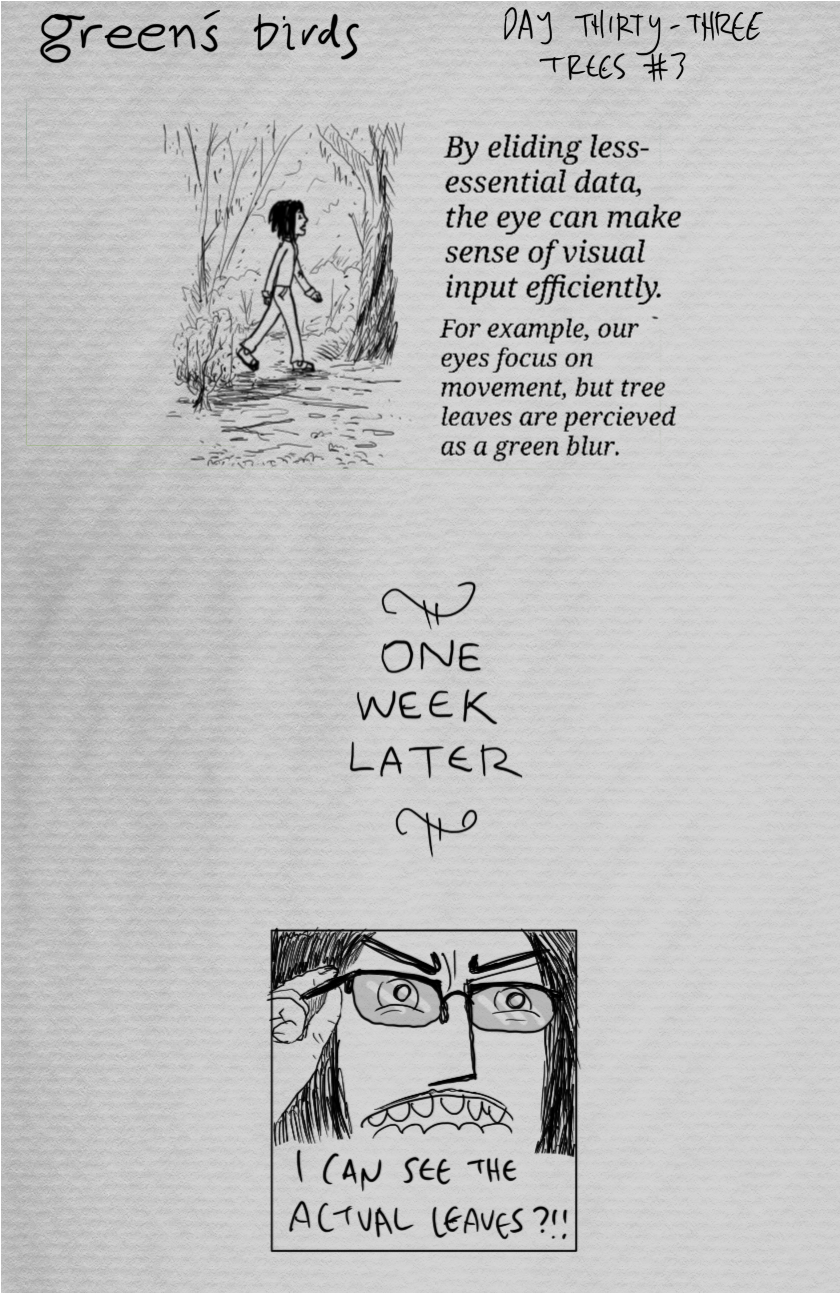 green's birds
DAY THIRTY-THREE
TREES #3
By eliding less-
essential data,
the eye can make
sense of visual
input efficiently.
For example, our
eyes focus on
movement, but tree
leaves are percieved
as a green blur.
ONE
WEEK
LATER
I CAN SEE THE
ACTUAL LEAVES?!!